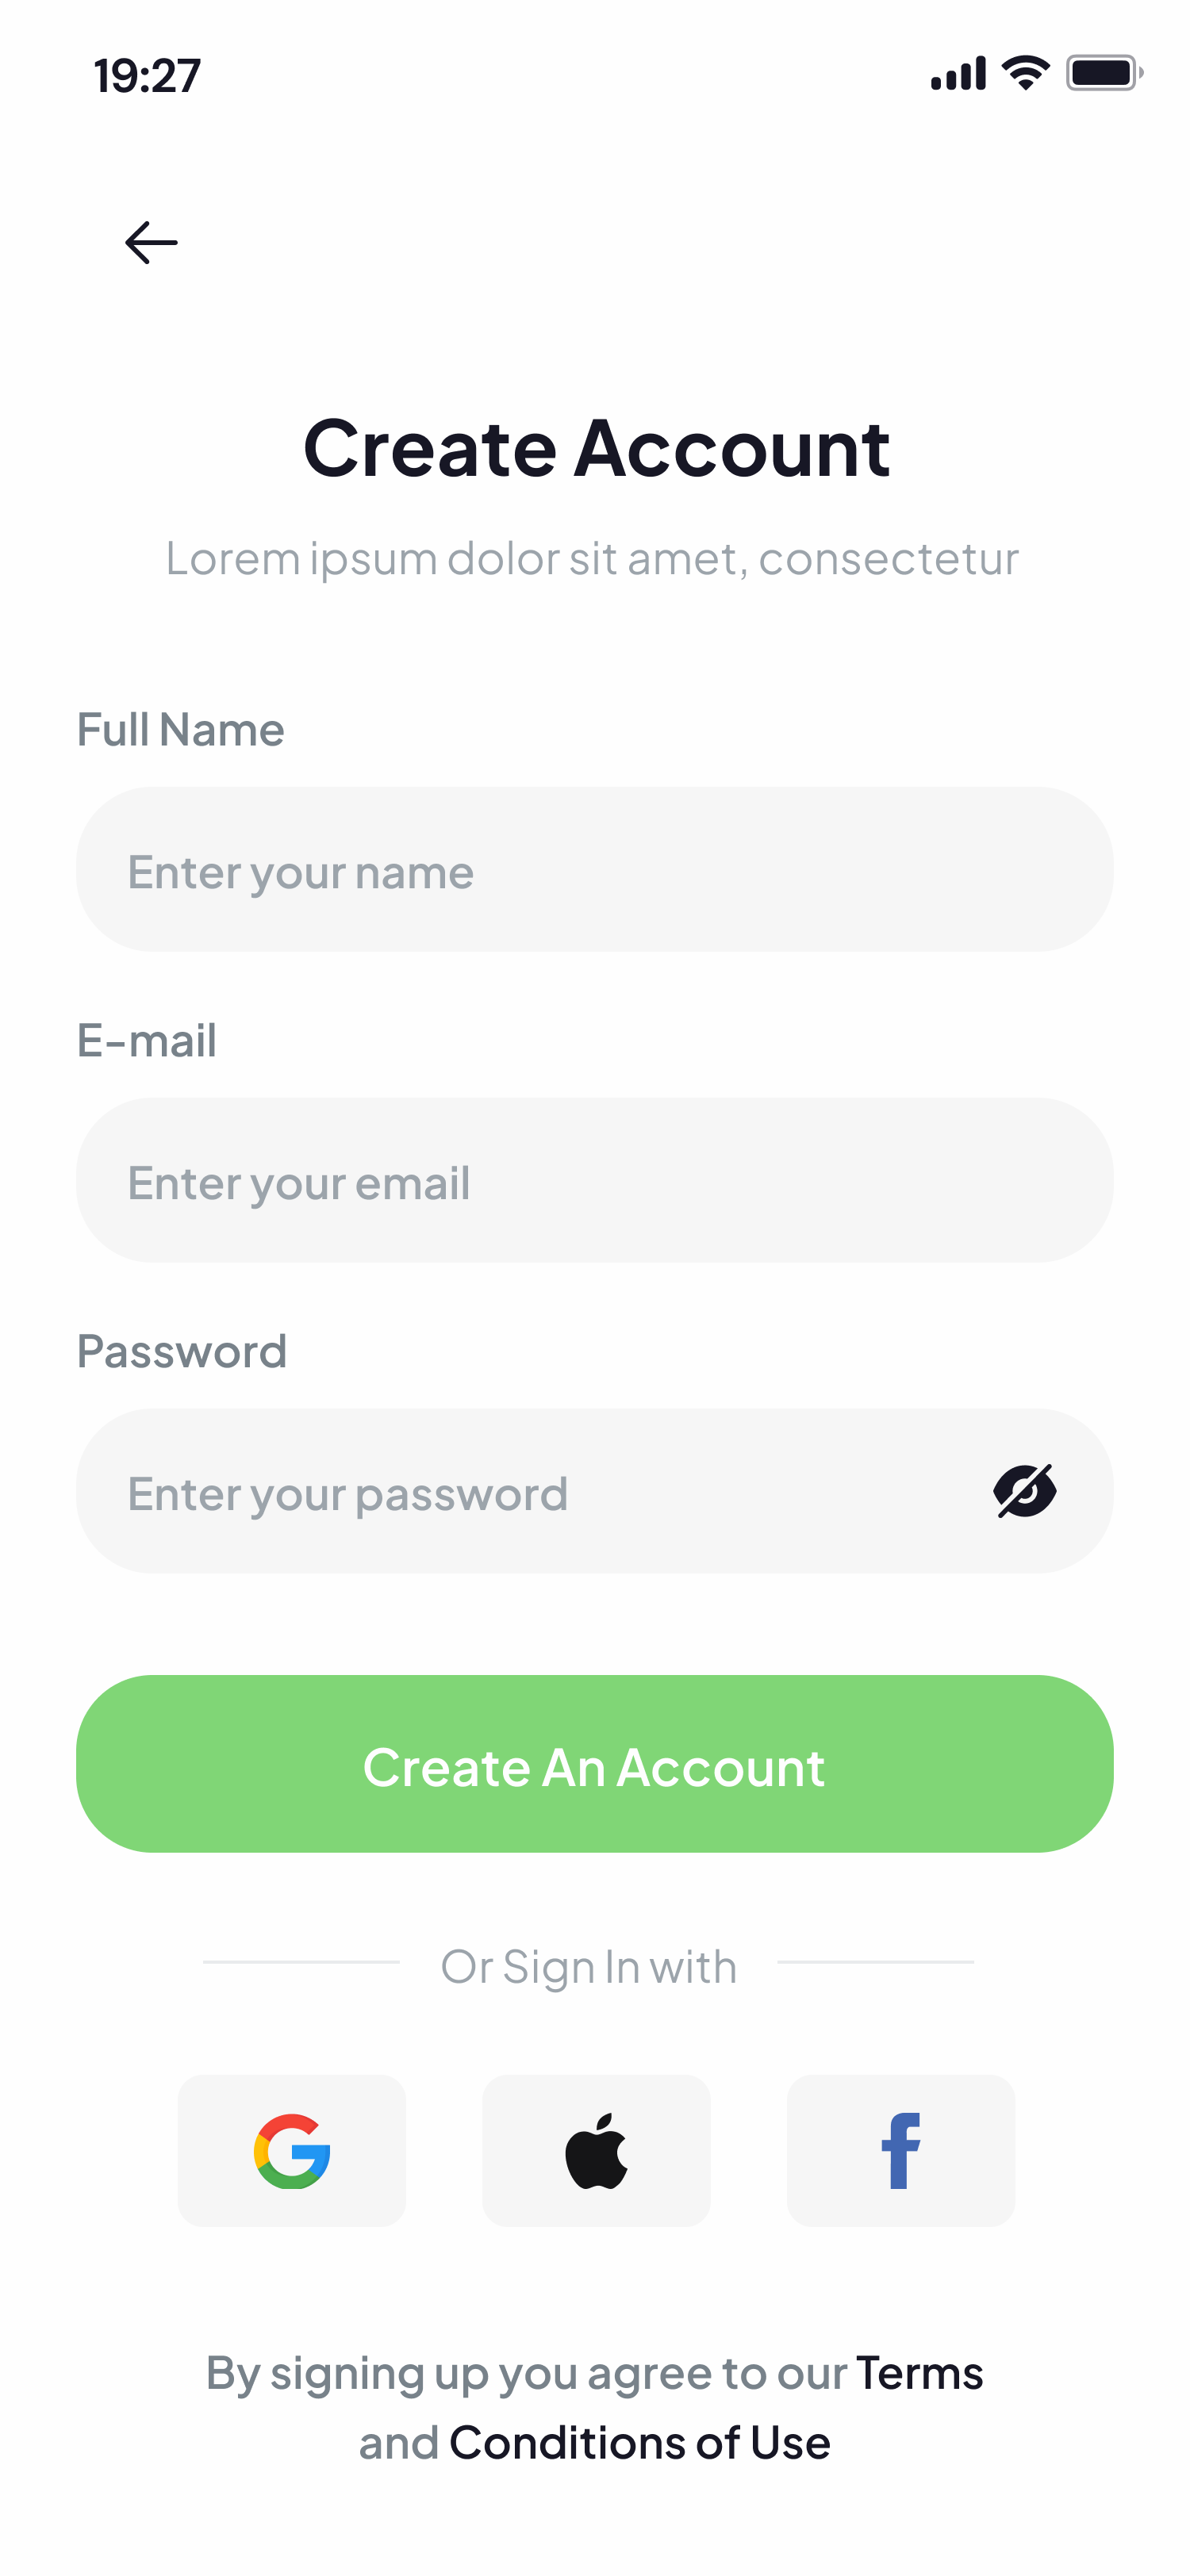 19:27
Create Account
Lorem ipsum dolor sit amet, consectetur
Full Name
Enter your name
E-mail
Enter your email
Password
Enter your password
Create An Account
Or Sign In with
By signing up you agree to our Terms
and Conditions of Use